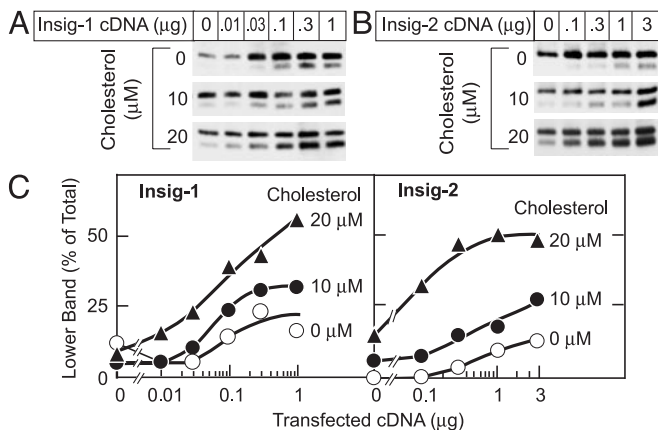 A Insig-1 cDNA (µg) 0 .01 .03 .1 .3 1
Cholesterol (µM)
0
10
20
B Insig-2 cDNA (µg) 0 .1 .3 1 3
Cholesterol (µM)
0
10
20
C
Insig-1
Cholesterol
20 µM
10 µM
0 µM
Insig-2
Cholesterol
20 µM
10 µM
0 µM
Lower Band (% of Total)
50
25
0
0 0.01 0.1 1 0 0.1 1 3
Transfected cDNA (µg)